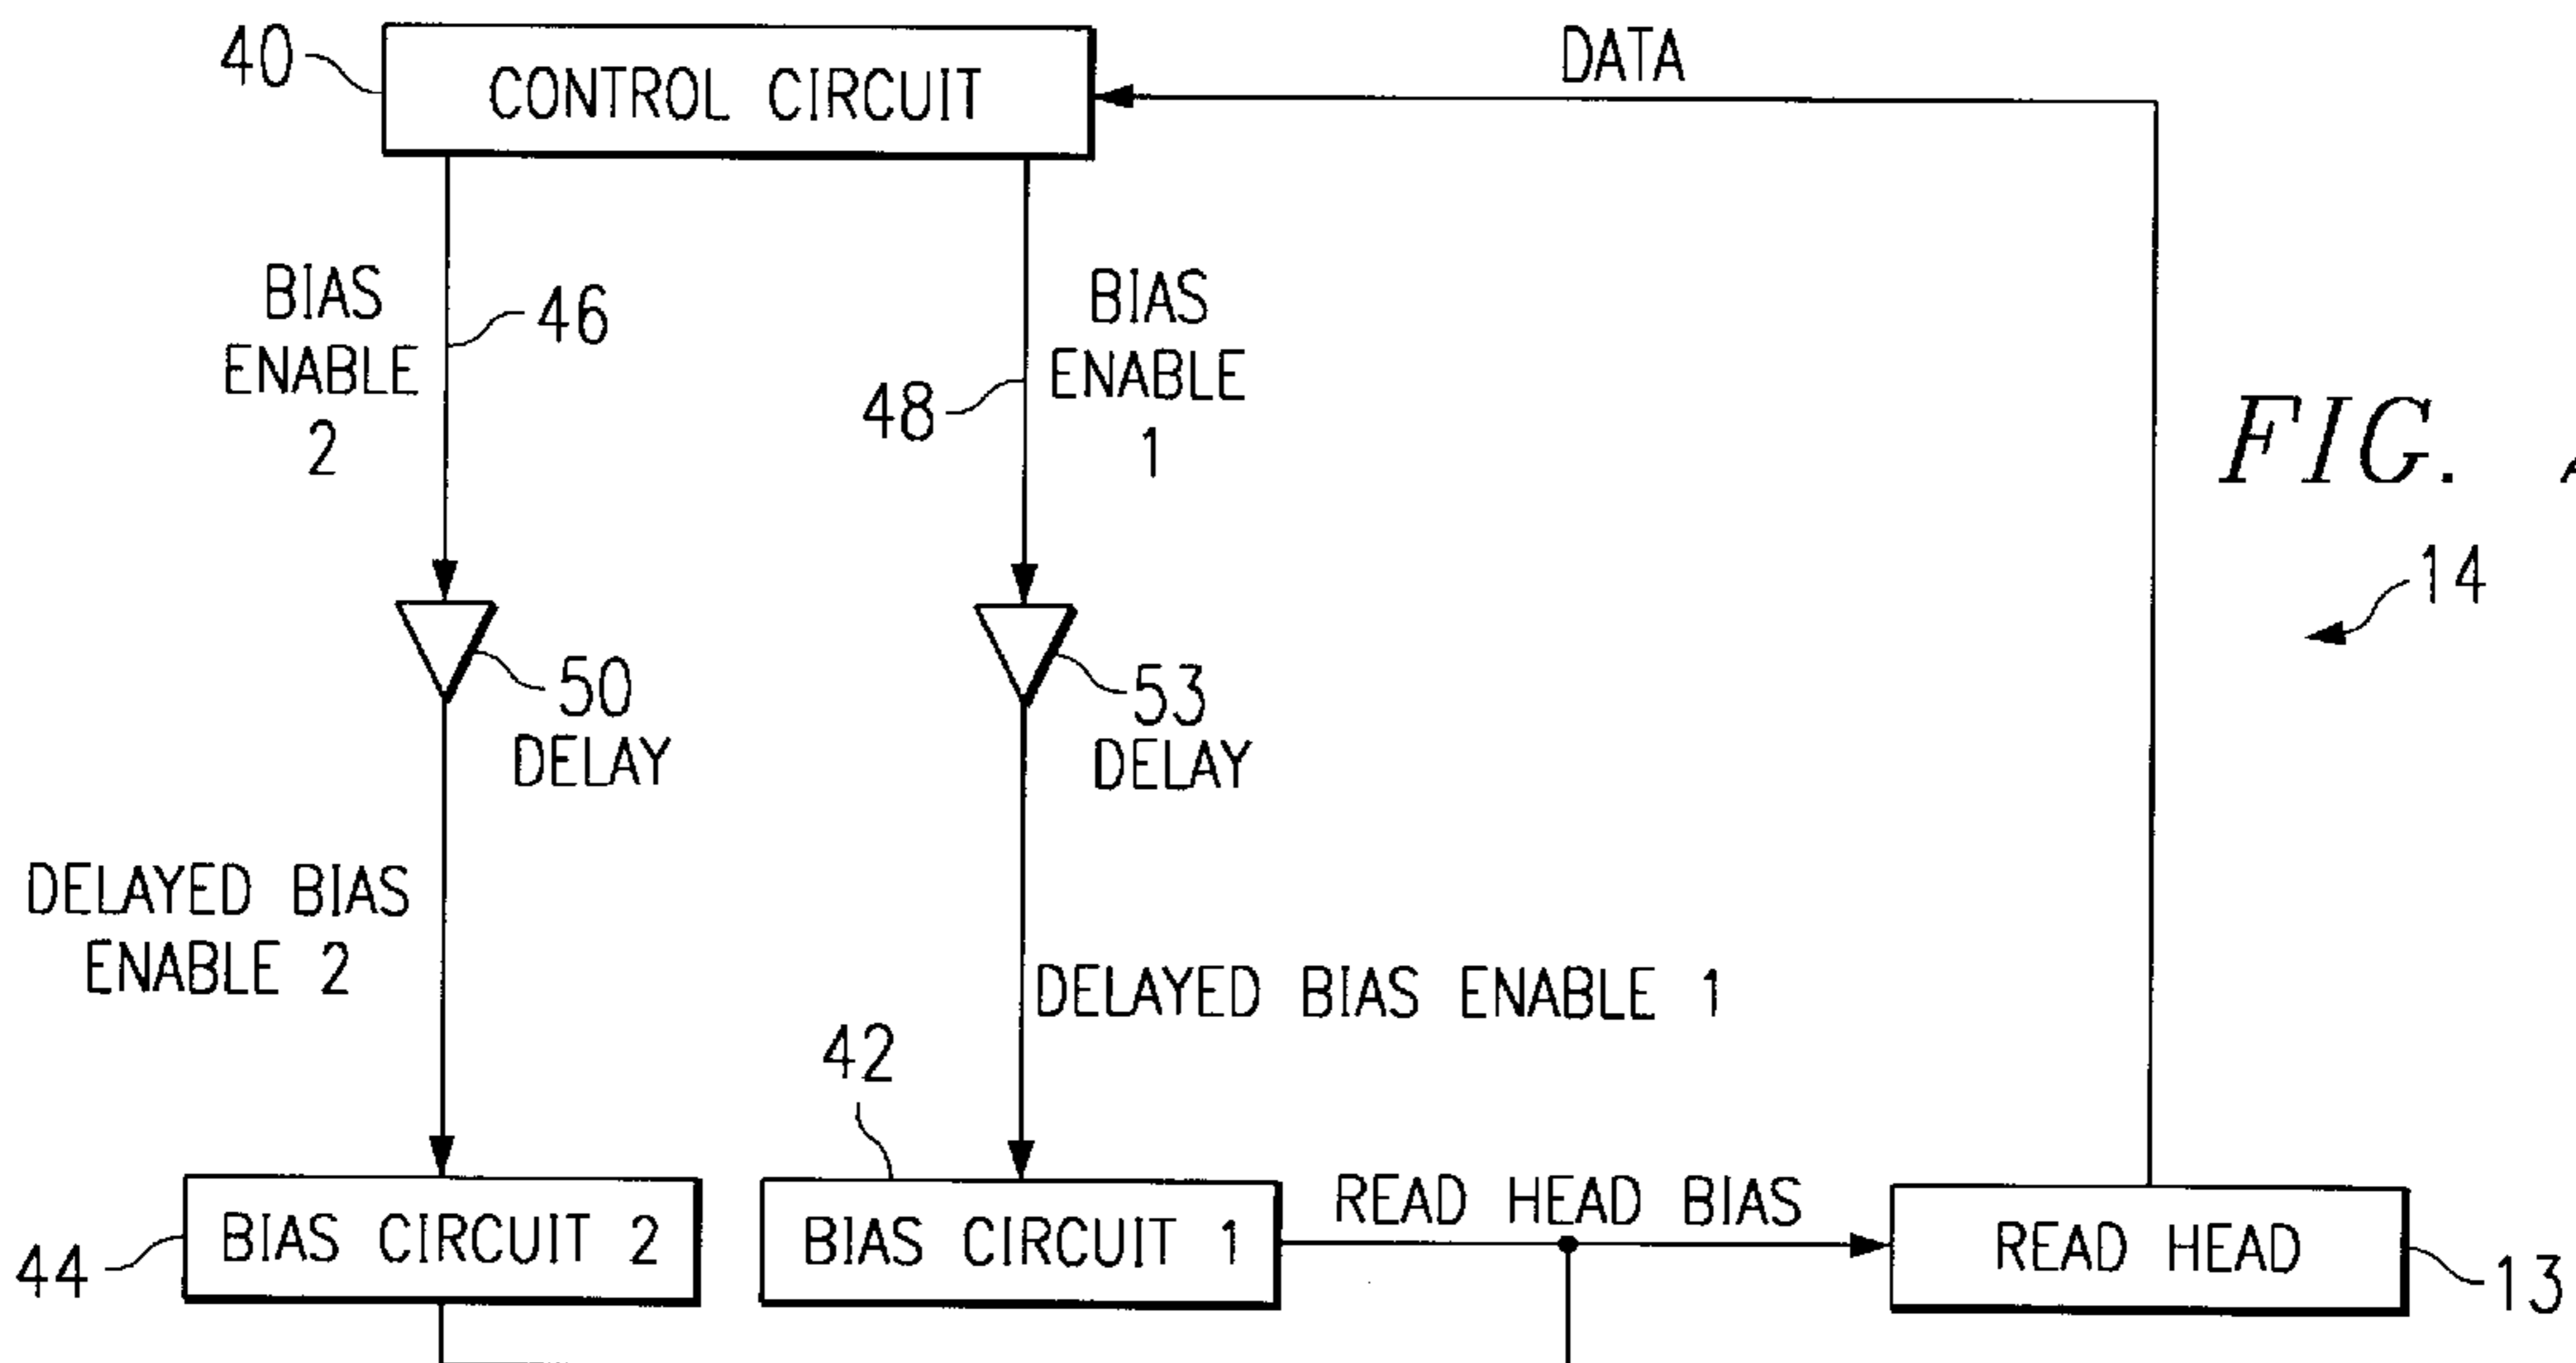 40
CONTROL CIRCUIT
DATA
BIAS
ENABLE
2
46
48
BIAS
ENABLE
1
FIG.
14
50
DELAY
53
DELAY
DELAYED BIAS
ENABLE 2
DELAYED BIAS ENABLE 1
42
44
BIAS CIRCUIT 2
BIAS CIRCUIT 1
READ HEAD BIAS
READ HEAD
13